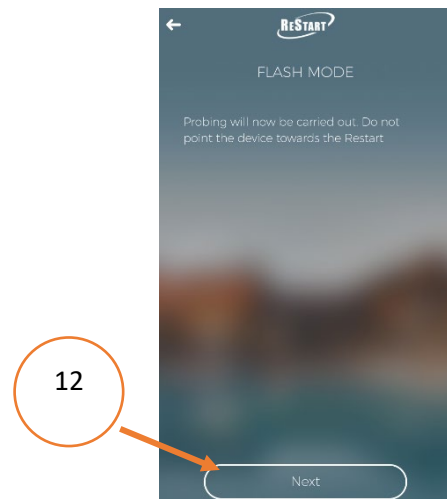 ReStart
FLASH MODE
Probing will now be carried out. Do not
point the device towards the Restart
12
Next